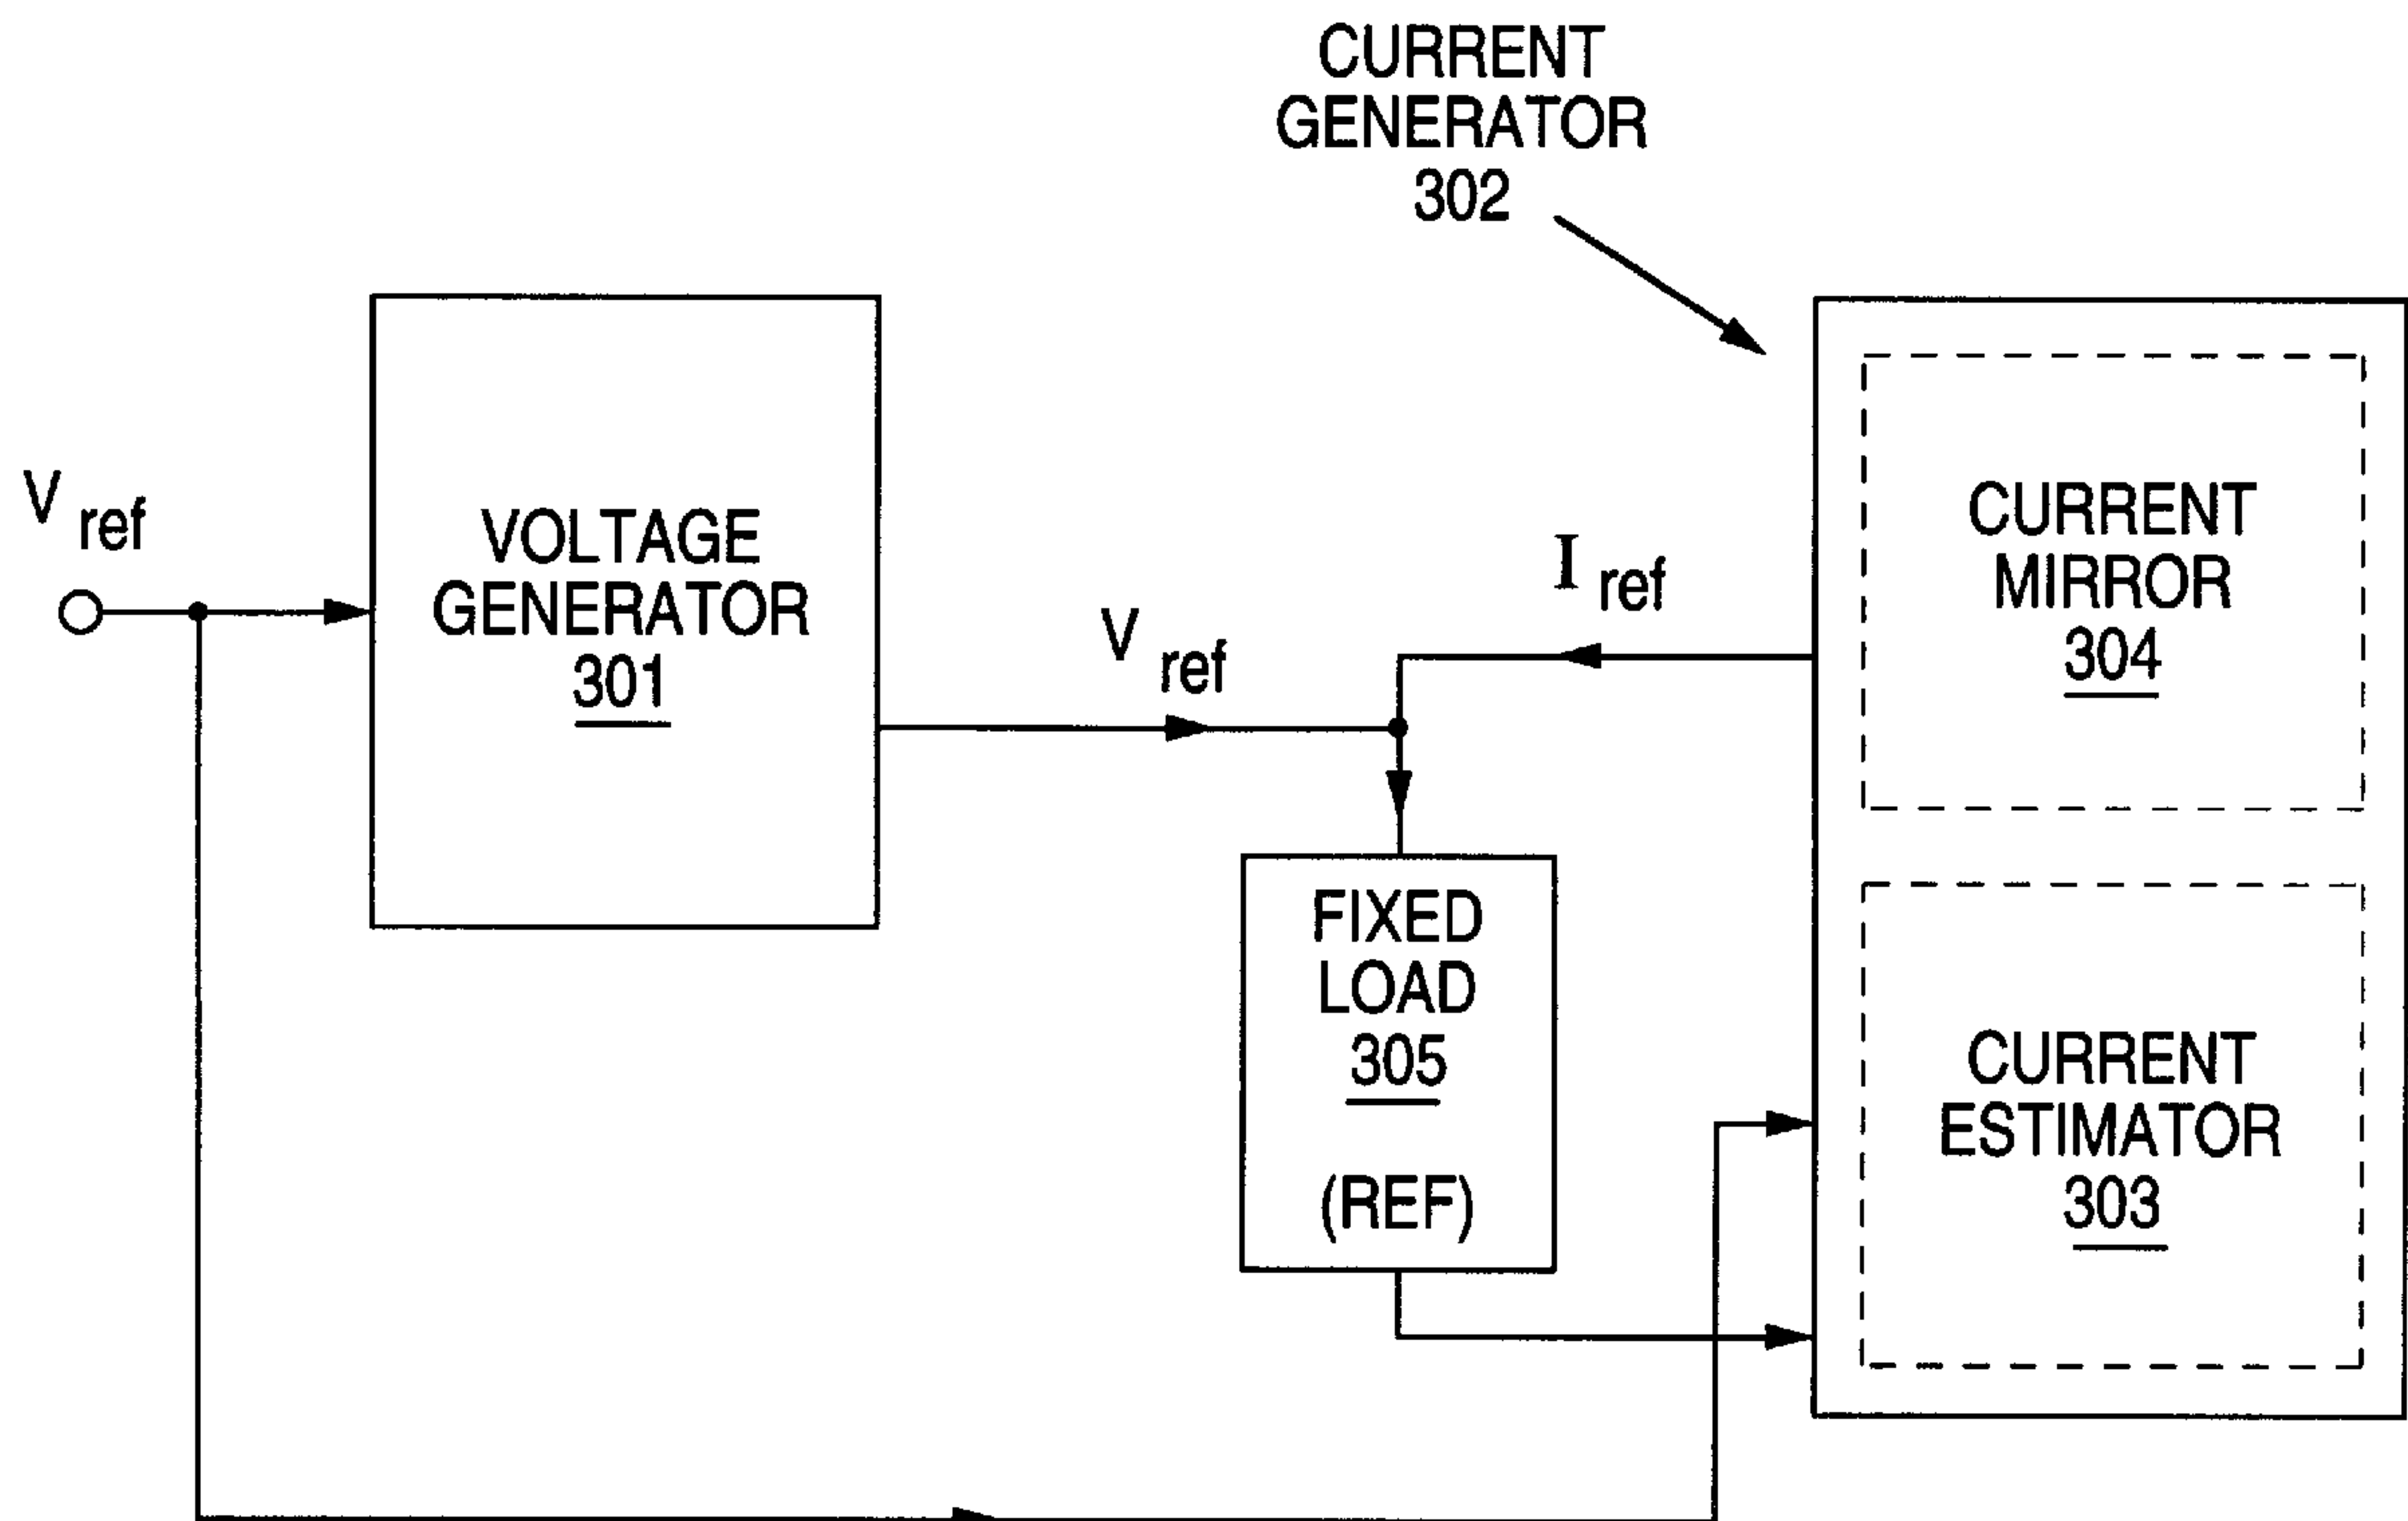 CURRENT
GENERATOR
302
V ref
VOLTAGE
GENERATOR
301
V ref
I ref
CURRENT
MIRROR
304
FIXED
LOAD
305
(REF)
CURRENT
ESTIMATOR
303